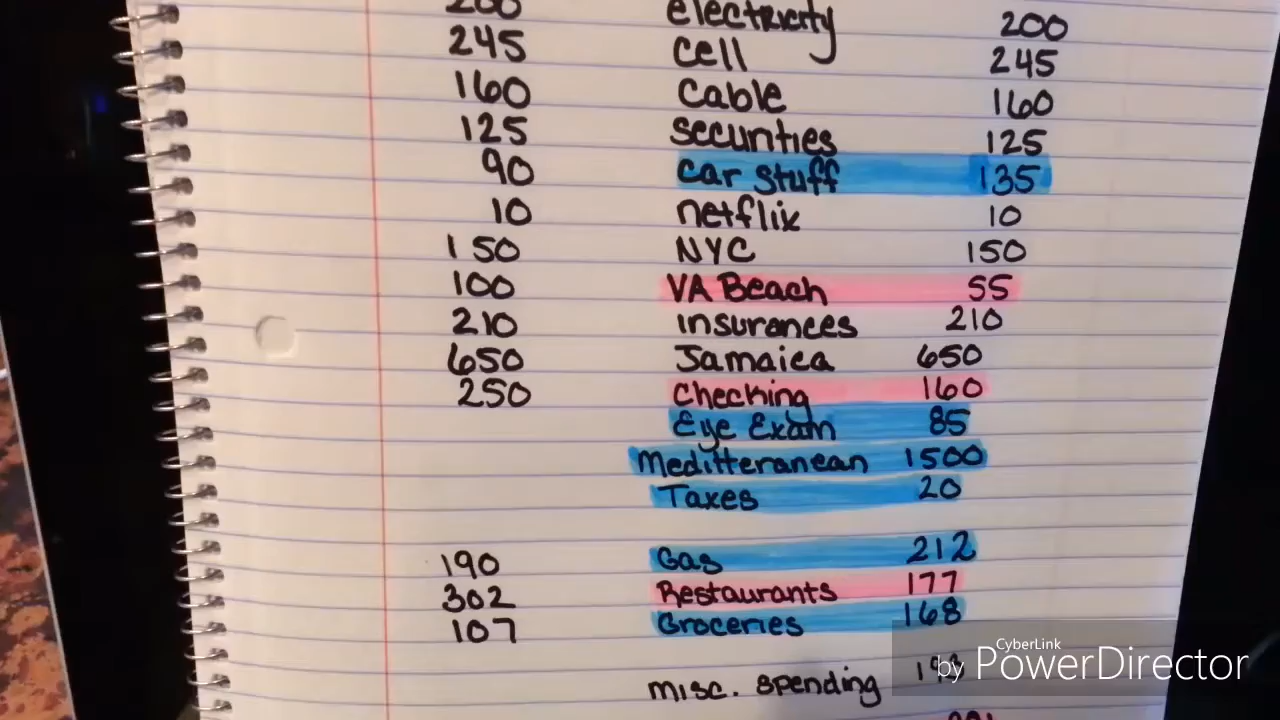 200 electricity 200
245 Cell 245
160 Cable 160
125 Securities 125
90 Car Stuff 135
10 netflix 10
150 NYC 150
100 VA Beach 55
210 Insurances 210
650 Jamaica 650
250 Checking 160
Eye Exam 85
Meditteranean 1500
Taxes 20
190 Gas 212
302 Restaurants 177
107 Groceries 168
misc. spending
CyberLink
by PowerDirector